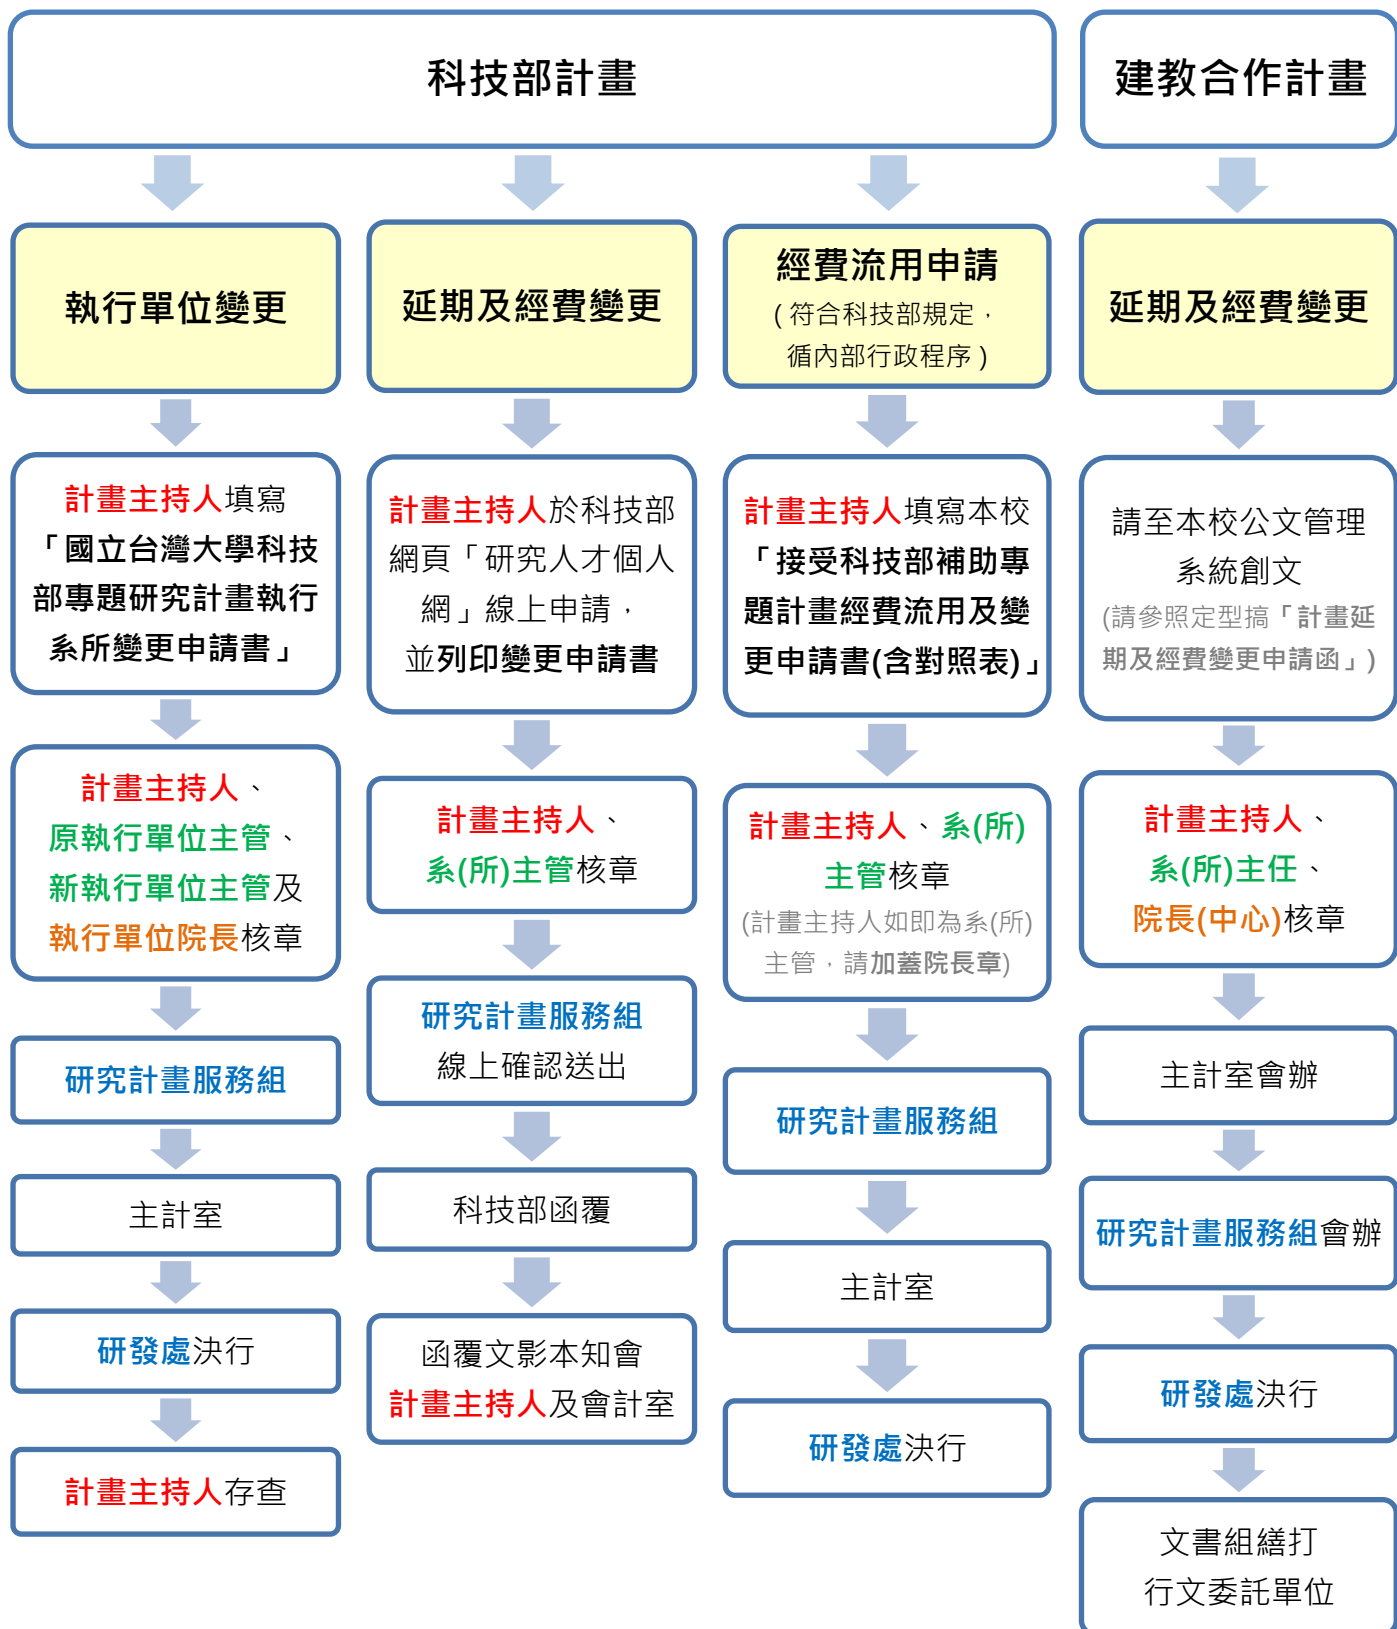 科技部計畫
建教合作計畫
執行單位變更
延期及經費變更
經費流用申請
(符合科技部規定，
循內部行政程序)
延期及經費變更
計畫主持人填寫
「國立台灣大學科技
部專題研究計畫執行
系所變更申請書」
計畫主持人於科技部
網頁「研究人才個人
網」線上申請，
並列印變更申請書
計畫主持人填寫本校
「接受科技部補助專
題計畫經費流用及變
更申請書(含對照表)」
請至本校公文管理
系統創文
(請參照定型搞「計畫延
期及經費變更申請函」)
計畫主持人、
原執行單位主管、
新執行單位主管及
執行單位院長核章
計畫主持人、
系(所)主管核章
計畫主持人、系(所)
主管核章
(計畫主持人如即為系(所)
主管，請加蓋院長章)
計畫主持人、
系(所)主任、
院長(中心)核章
研究計畫服務組
研究計畫服務組
線上確認送出
研究計畫服務組
主計室會辦
主計室
科技部函覆
主計室
研究計畫服務組會辦
研發處決行
函覆文影本知會
計畫主持人及會計室
研發處決行
研發處決行
計畫主持人存查
文書組繕打
行文委託單位